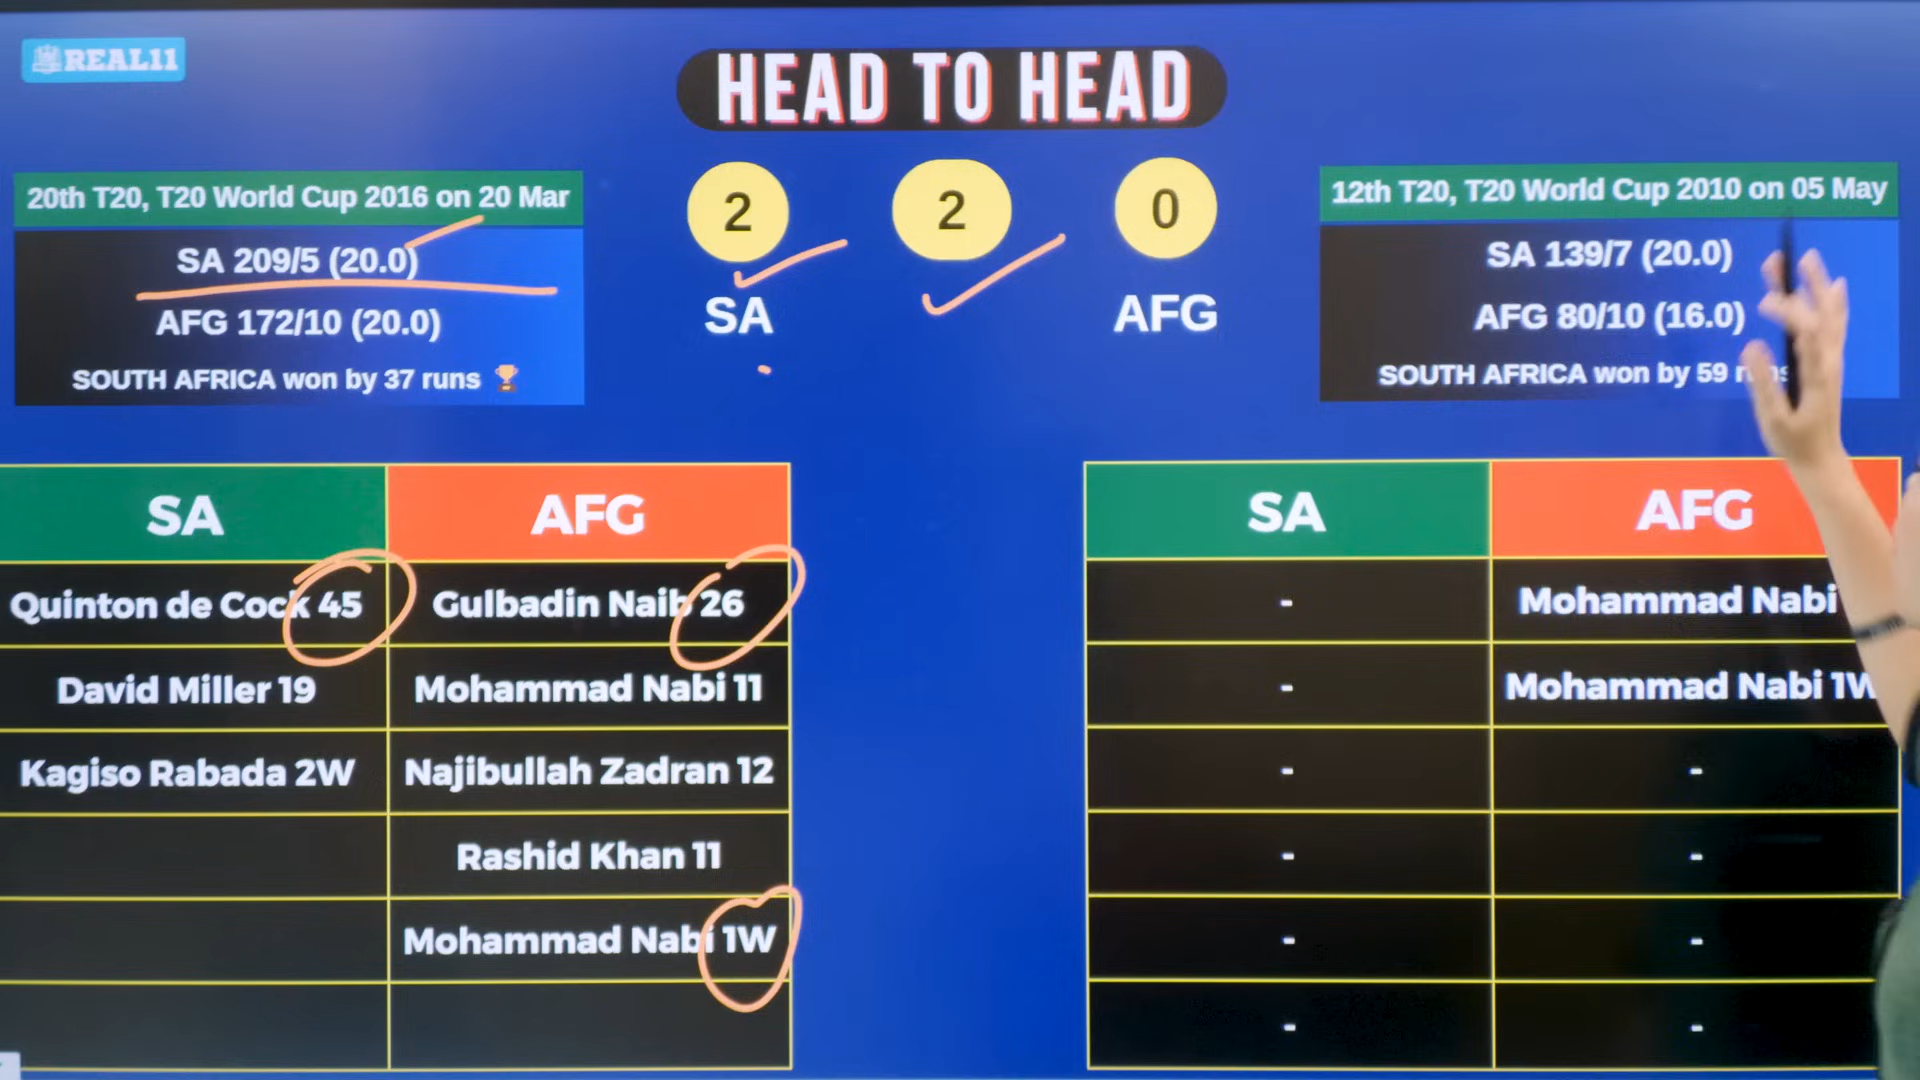 REAL11
HEAD TO HEAD
20th T20, T20 World Cup 2016 on 20 Mar
SA 209/5 (20.0)
AFG 172/10 (20.0)
SOUTH AFRICA won by 37 runs
2
2
0
SA
AFG
12th T20, T20 World Cup 2010 on 05 May
SA 139/7 (20.0)
AFG 80/10 (16.0)
SOUTH AFRICA won by 59
SA
AFG
Quinton de Cock 45
Gulbadin Naib 26
David Miller 19
Mohammad Nabi 11
Kagiso Rabada 2W
Najibullah Zadran 12
Rashid Khan 11
Mohammad Nabi 1W
SA
AFG
-
Mohammad Nabi
-
Mohammad Nabi 1W
-
-
-
-
-
-
-
-